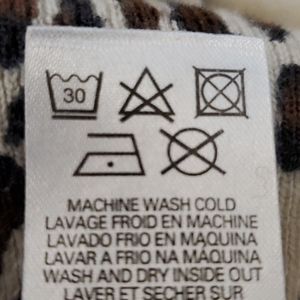 30
MACHINE WASH COLD
LAVAGE FROID EN MACHINE
LAVADO FRIO EN MAQUINA
LAVAR A FRIO NA MAQUINA
WASH AND DRY INSIDE OUT
LAVER ET SECHER SUR